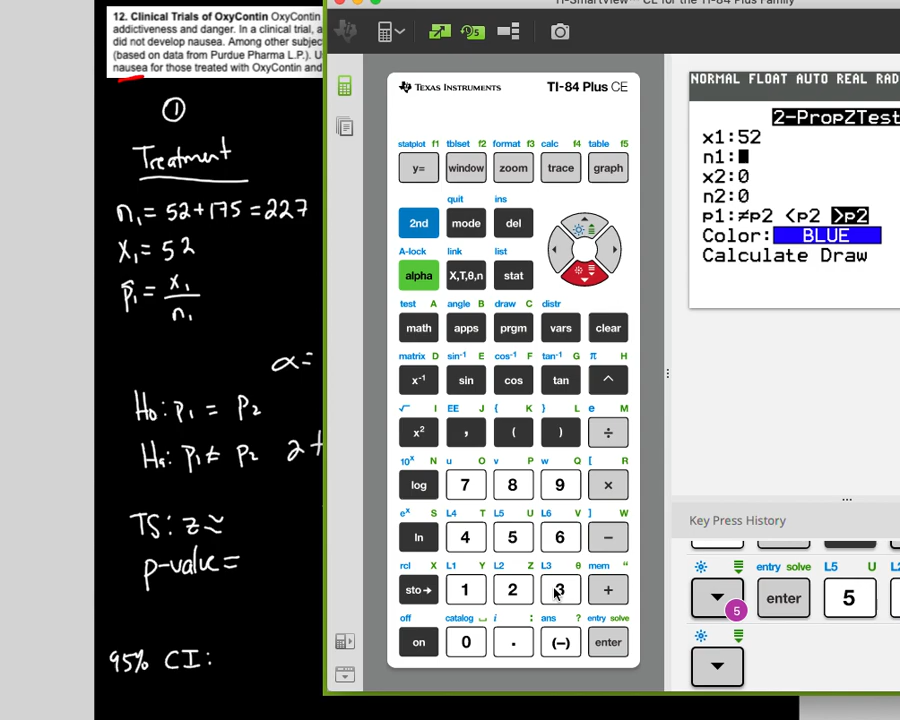 TI-SmartView™ CE for the TI-84 Plus Family
12. Clinical Trials of OxyContin OxyContin
addictiveness and danger. In a clinical trial, a
did not develop nausea. Among other subjec
(based on data from Purdue Pharma L.P.). U
nausea for those treated with OxyContin and
①
Treatment
n₁ = 52+175 = 227
x₁ = 52
p̂₁ = x₁/n₁
α =
H₀: p₁ = p₂
Hₐ: p₁ ≠ p₂ 2 t
TS: z ≈
p-value =
95% CI:
TEXAS INSTRUMENTS TI-84 Plus CE
statplot f1 tblset f2 format f3 calc f4 table f5
y= window zoom trace graph
quit ins
2nd mode del
A-lock link list
alpha X,T,θ,n stat
test A angle B draw C distr
math apps prgm vars clear
matrix D sin⁻¹ E cos⁻¹ F tan⁻¹ G π H
x⁻¹ sin cos tan ^
√ I EE J { K } L e M
x² , ( ) ÷
10ˣ N u O v P w Q [ R
log 7 8 9 ×
eˣ S L4 T L5 U L6 V ] W
ln 4 5 6 −
rcl X L1 Y L2 Z L3 θ mem "
sto→ 1 2 3 +
off catalog ⎵ i : ans ? entry solve
on 0 . (−) enter
NORMAL FLOAT AUTO REAL RAD
2-PropZTest
x1:52
n1:
x2:0
n2:0
p1:≠p2 <p2 >p2
Color: BLUE
Calculate Draw
Key Press History
entry solve L5 U L2
5 enter 5